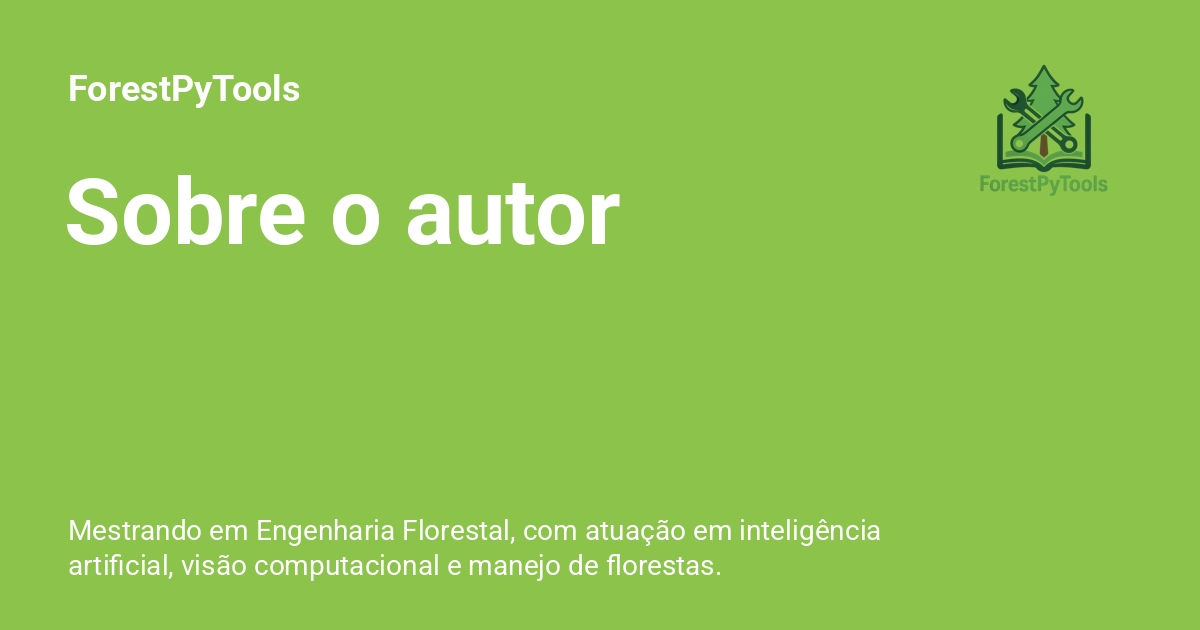 ForestPyTools
ForestPyTools
Sobre o autor
Mestrando em Engenharia Florestal, com atuação em inteligência
artificial, visão computacional e manejo de florestas.